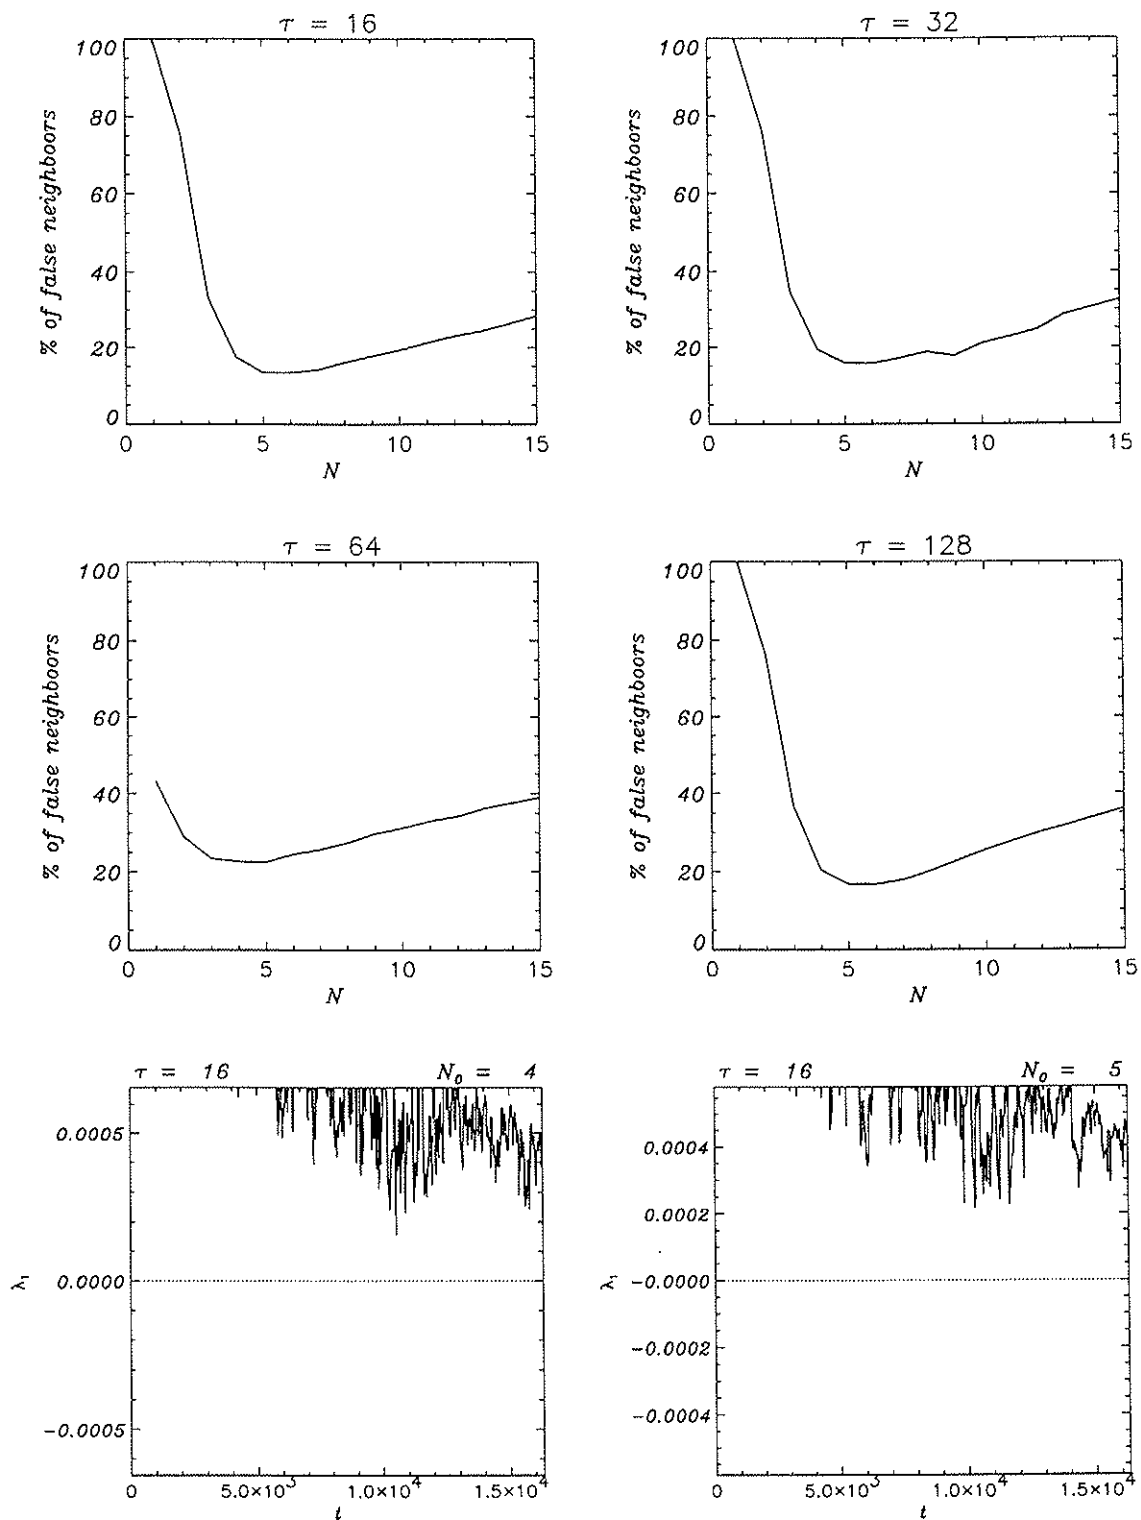 τ = 16
100
80
60
40
20
0
% of false neighboors
0 5 10 15
N
τ = 32
100
80
60
40
20
0
% of false neighboors
0 5 10 15
N
τ = 64
100
80
60
40
20
0
% of false neighboors
0 5 10 15
N
τ = 128
100
80
60
40
20
0
% of false neighboors
0 5 10 15
N
τ = 16 N₀ = 4
0.0005
0.0000
-0.0005
λ₁
0 5.0×10³ 1.0×10⁴ 1.5×10⁴
t
τ = 16 N₀ = 5
0.0004
0.0002
-0.0000
-0.0002
-0.0004
λ₁
0 5.0×10³ 1.0×10⁴ 1.5×10⁴
t